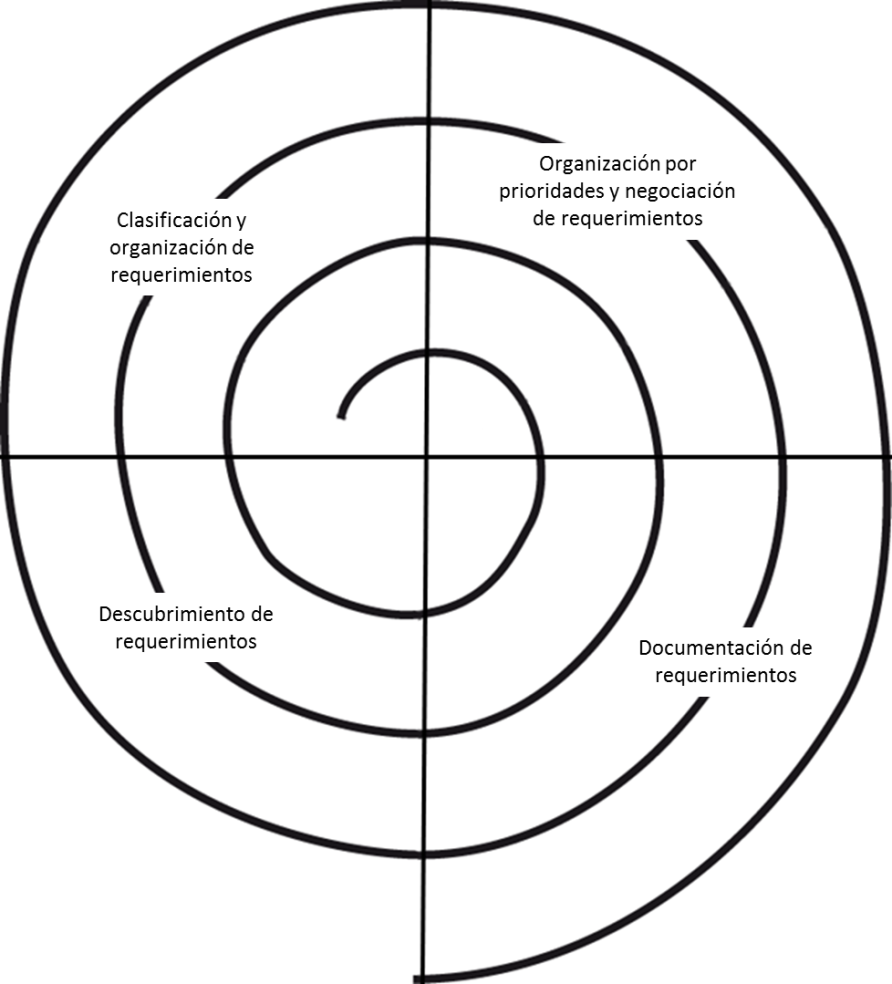 Organización por
prioridades y negociación
de requerimientos
Clasificación y
organización de
requerimientos
Descubrimiento de
requerimientos
Documentación de
requerimientos